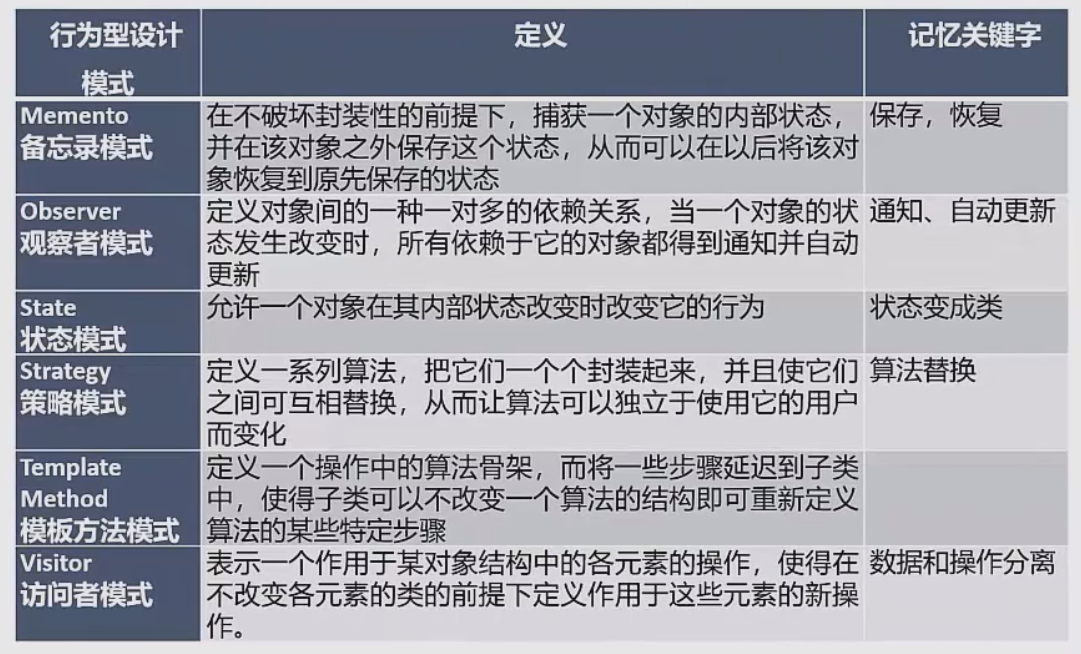 行为型设计
模式
定义
记忆关键字
Memento
备忘录模式
在不破坏封装性的前提下，捕获一个对象的内部状态，
并在该对象之外保存这个状态，从而可以在以后将该对
象恢复到原先保存的状态
保存，恢复
Observer
观察者模式
定义对象间的一种一对多的依赖关系，当一个对象的状
态发生改变时，所有依赖于它的对象都得到通知并自动
更新
通知、自动更新
State
状态模式
允许一个对象在其内部状态改变时改变它的行为
状态变成类
Strategy
策略模式
定义一系列算法，把它们一个个封装起来，并且使它们
之间可互相替换，从而让算法可以独立于使用它的用户
而变化
算法替换
Template
Method
模板方法模式
定义一个操作中的算法骨架，而将一些步骤延迟到子类
中，使得子类可以不改变一个算法的结构即可重新定义
算法的某些特定步骤
Visitor
访问者模式
表示一个作用于某对象结构中的各元素的操作，使得在
不改变各元素的类的前提下定义作用于这些元素的新操
作。
数据和操作分离